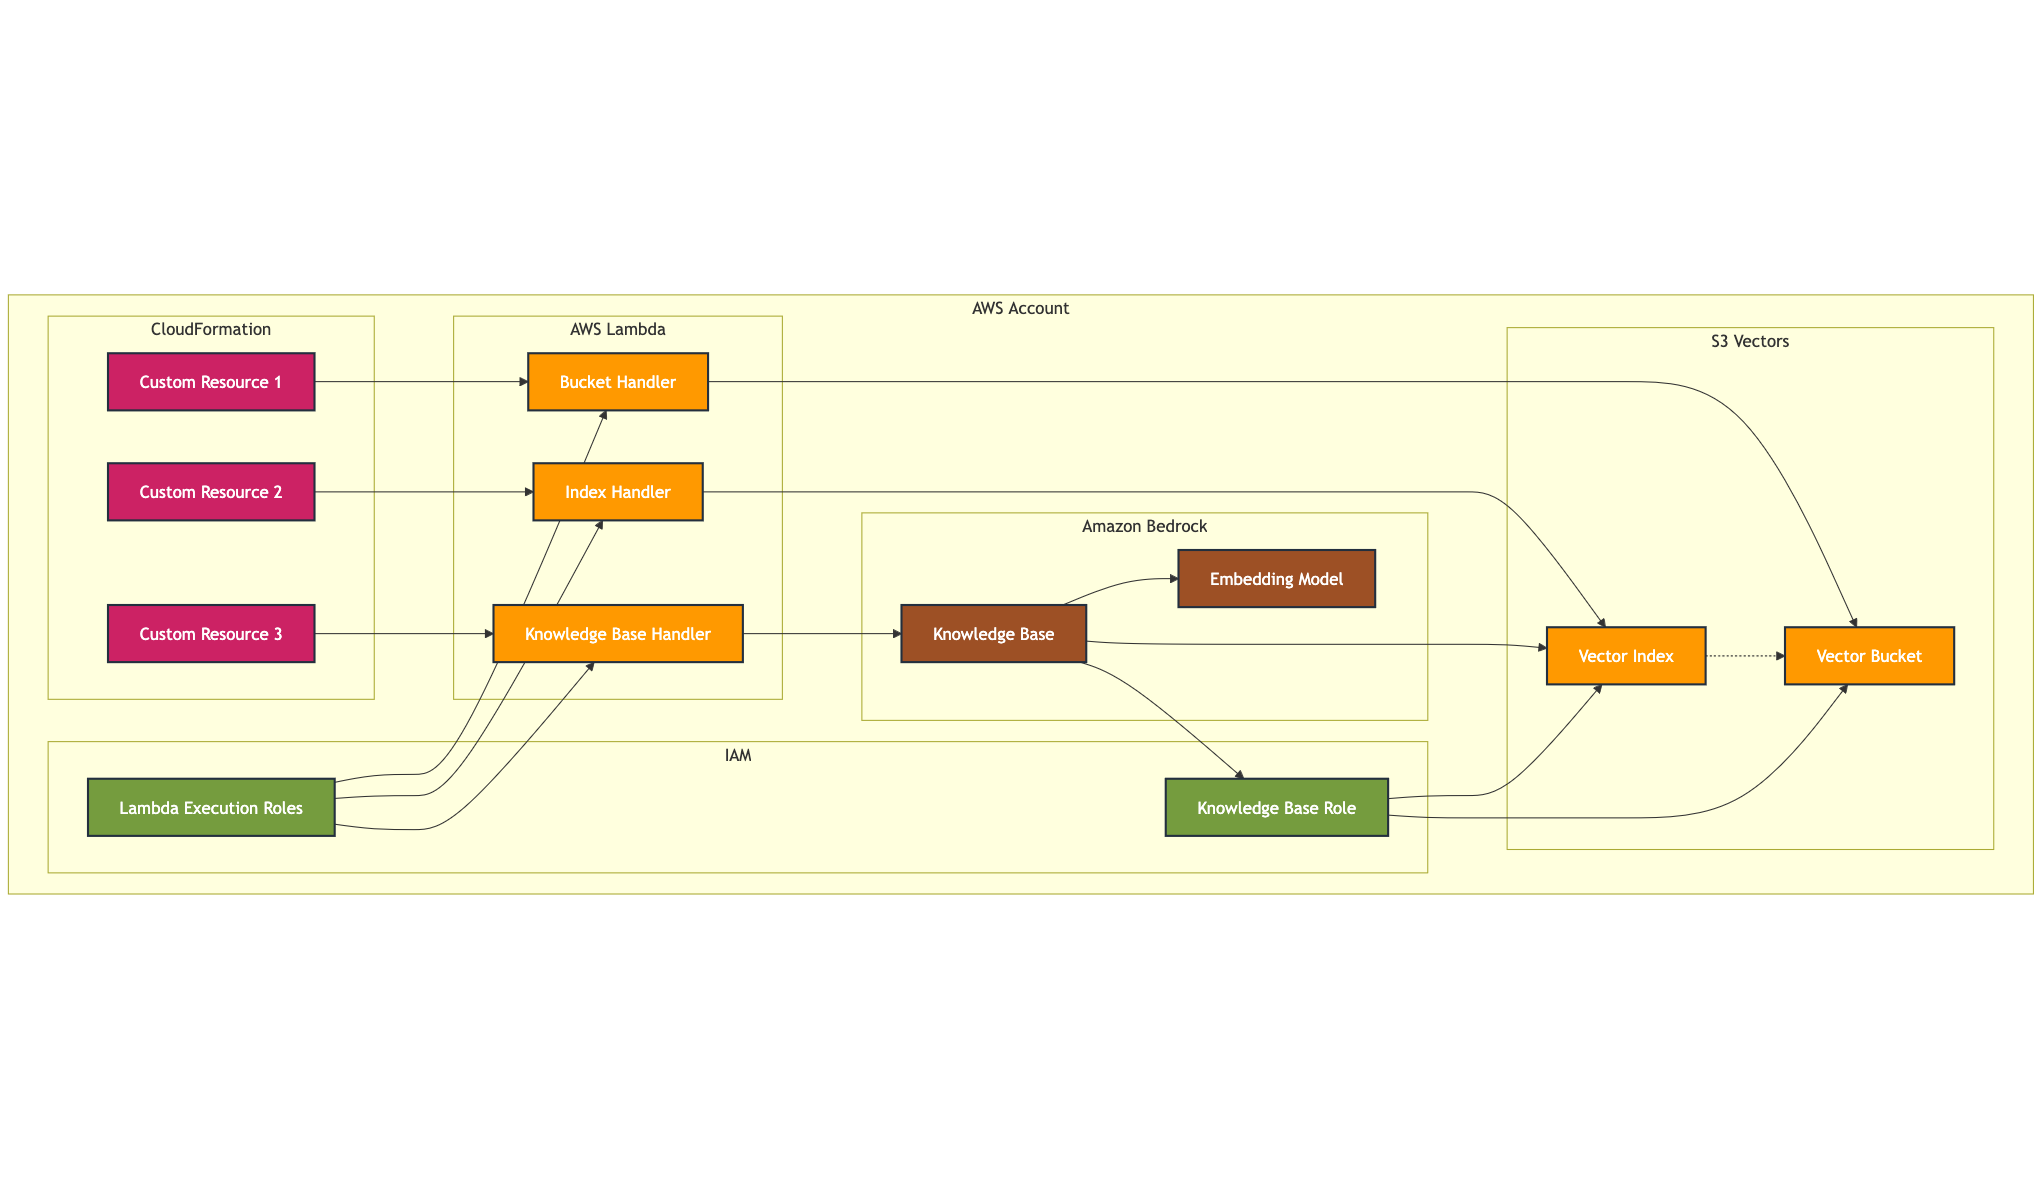 AWS Account
CloudFormation
Custom Resource 1
Custom Resource 2
Custom Resource 3
AWS Lambda
Bucket Handler
Index Handler
Knowledge Base Handler
Amazon Bedrock
Embedding Model
Knowledge Base
IAM
Lambda Execution Roles
Knowledge Base Role
S3 Vectors
Vector Index
Vector Bucket